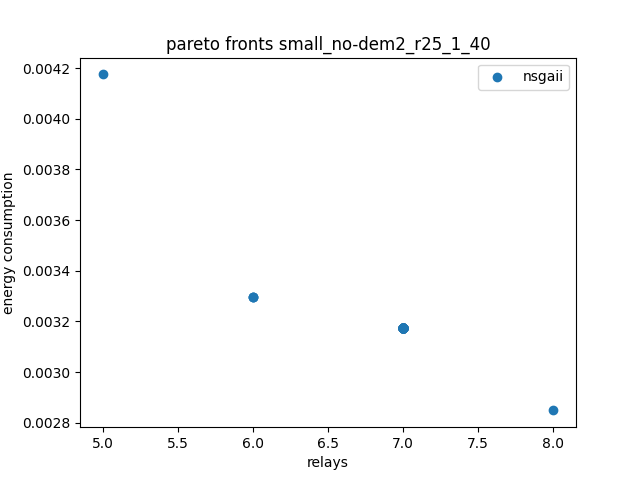 pareto fronts small_no-dem2_r25_1_40
nsgaii
energy consumption
0.0042
0.0040
0.0038
0.0036
0.0034
0.0032
0.0030
0.0028
5.0 5.5 6.0 6.5 7.0 7.5 8.0
relays